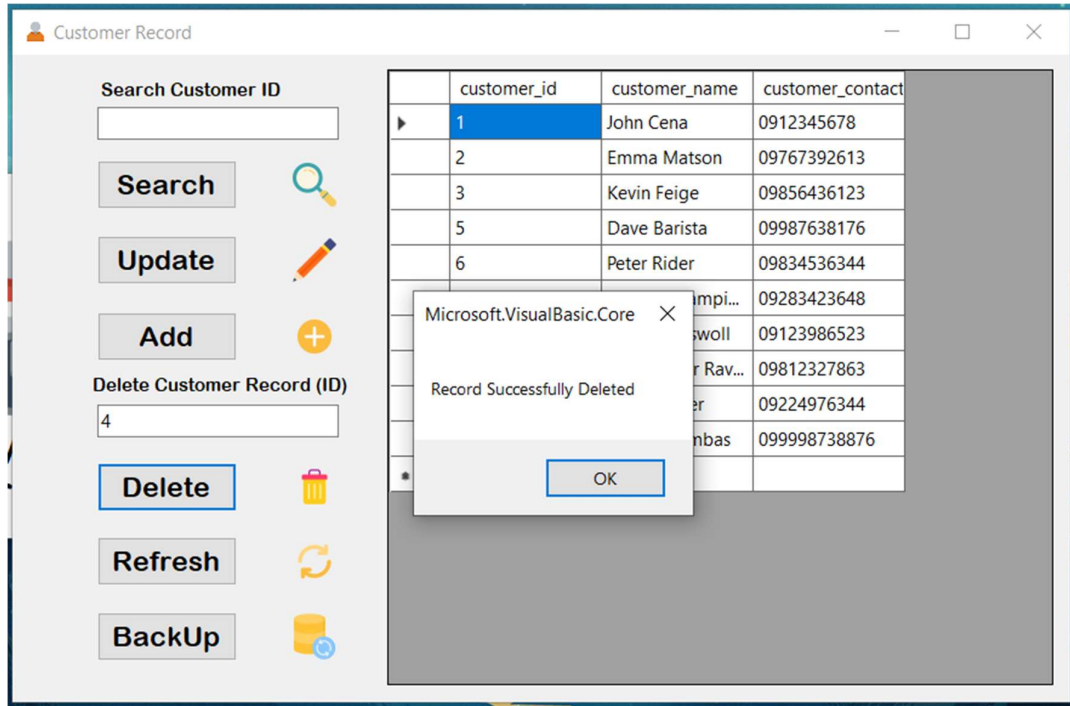 Customer Record
Search Customer ID
Search
Update
Add
Delete Customer Record (ID)
4
Delete
Refresh
BackUp
customer_id customer_name customer_contact
1 John Cena 0912345678
2 Emma Matson 09767392613
3 Kevin Feige 09856436123
5 Dave Barista 09987638176
6 Peter Rider 09834536344
09283423648
09123986523
09812327863
09224976344
099998738876
Microsoft.VisualBasic.Core
Record Successfully Deleted
OK